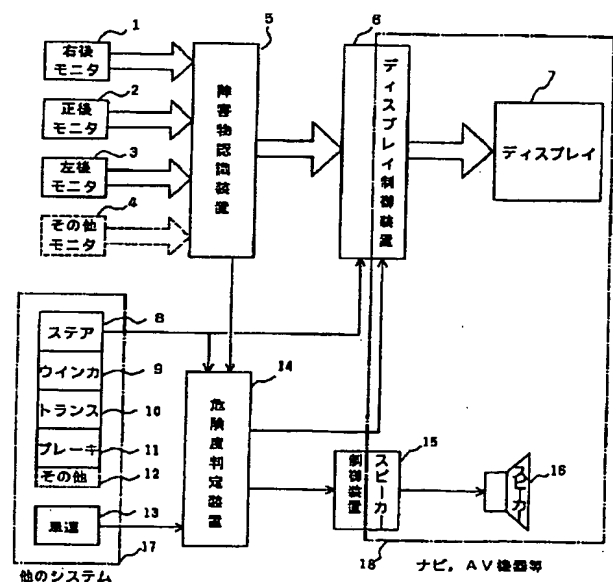 1
右後
モニタ
2
正後
モニタ
3
左後
モニタ
4
その他
モニタ
5
障害物認識装置
6
ディスプレイ制御装置
7
ディスプレイ
8
ステア
ウインカ
9
トランス
10
ブレーキ
11
その他
12
車速
13
17
他のシステム
14
危険度判定装置
15
スピーカー
制御装置
16
スピーカー
18
ナビ，ＡＶ機器等